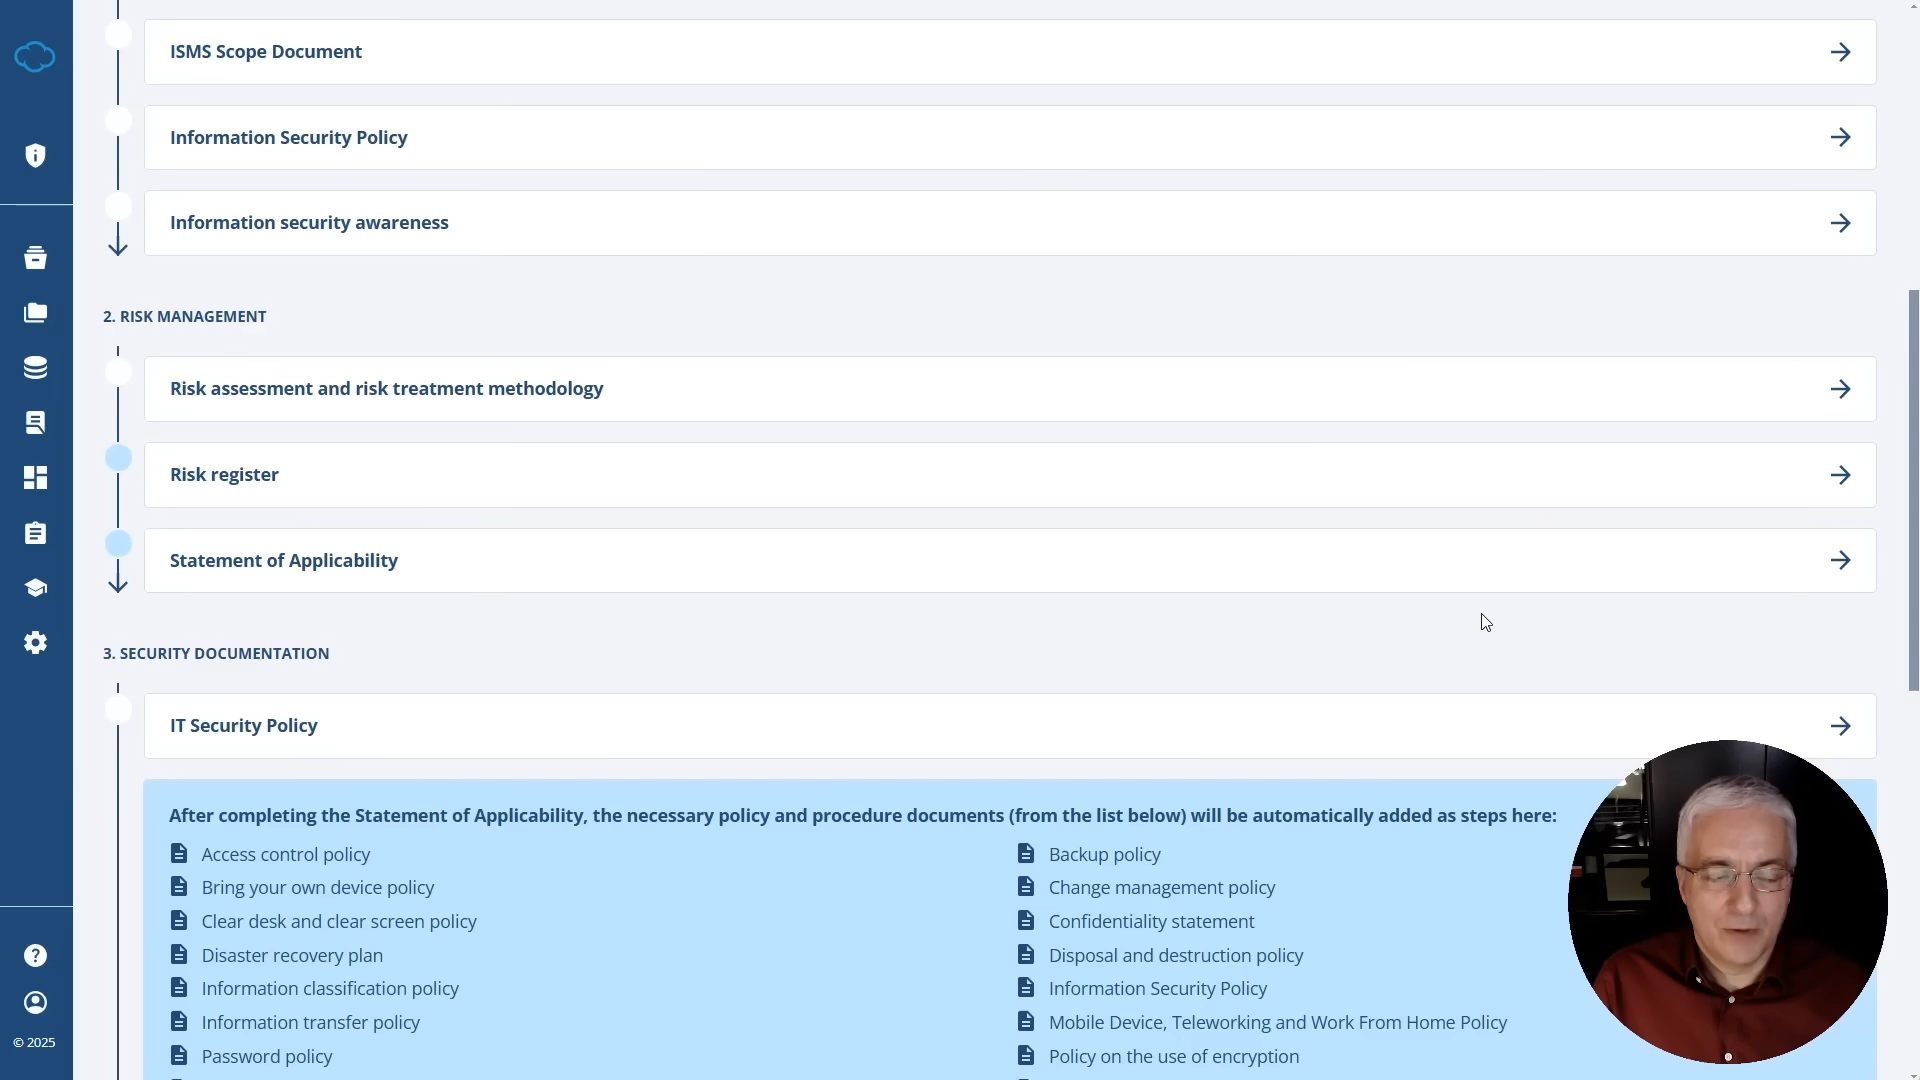 ISMS Scope Document
Information Security Policy
Information security awareness
2. RISK MANAGEMENT
Risk assessment and risk treatment methodology
Risk register
Statement of Applicability
3. SECURITY DOCUMENTATION
IT Security Policy
After completing the Statement of Applicability, the necessary policy and procedure documents (from the list below) will be automatically added as steps here:
Access control policy
Backup policy
Bring your own device policy
Change management policy
Clear desk and clear screen policy
Confidentiality statement
Disaster recovery plan
Disposal and destruction policy
Information classification policy
Information Security Policy
Information transfer policy
Mobile Device, Teleworking and Work From Home Policy
Password policy
Policy on the use of encryption
© 2025